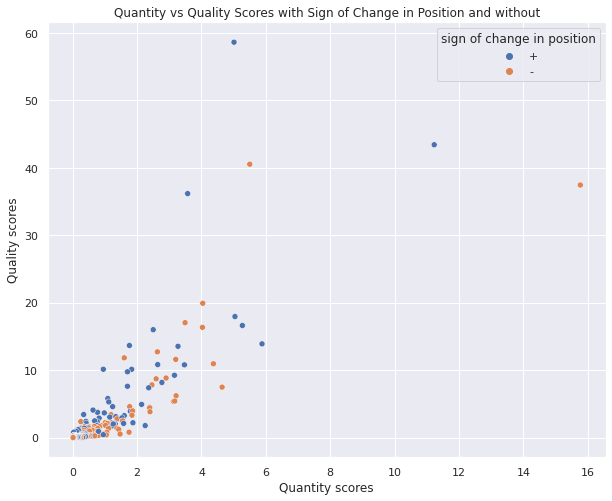 Quantity vs Quality Scores with Sign of Change in Position and without
sign of change in position
+
-
60
50
40
30
20
10
0
Quality scores
0 2 4 6 8 10 12 14 16
Quantity scores